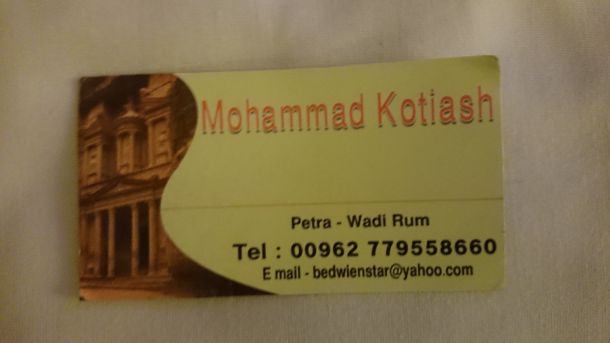 Mohammad Kotiash
Petra - Wadi Rum
Tel : 00962 779558660
E mail - bedwienstar@yahoo.com